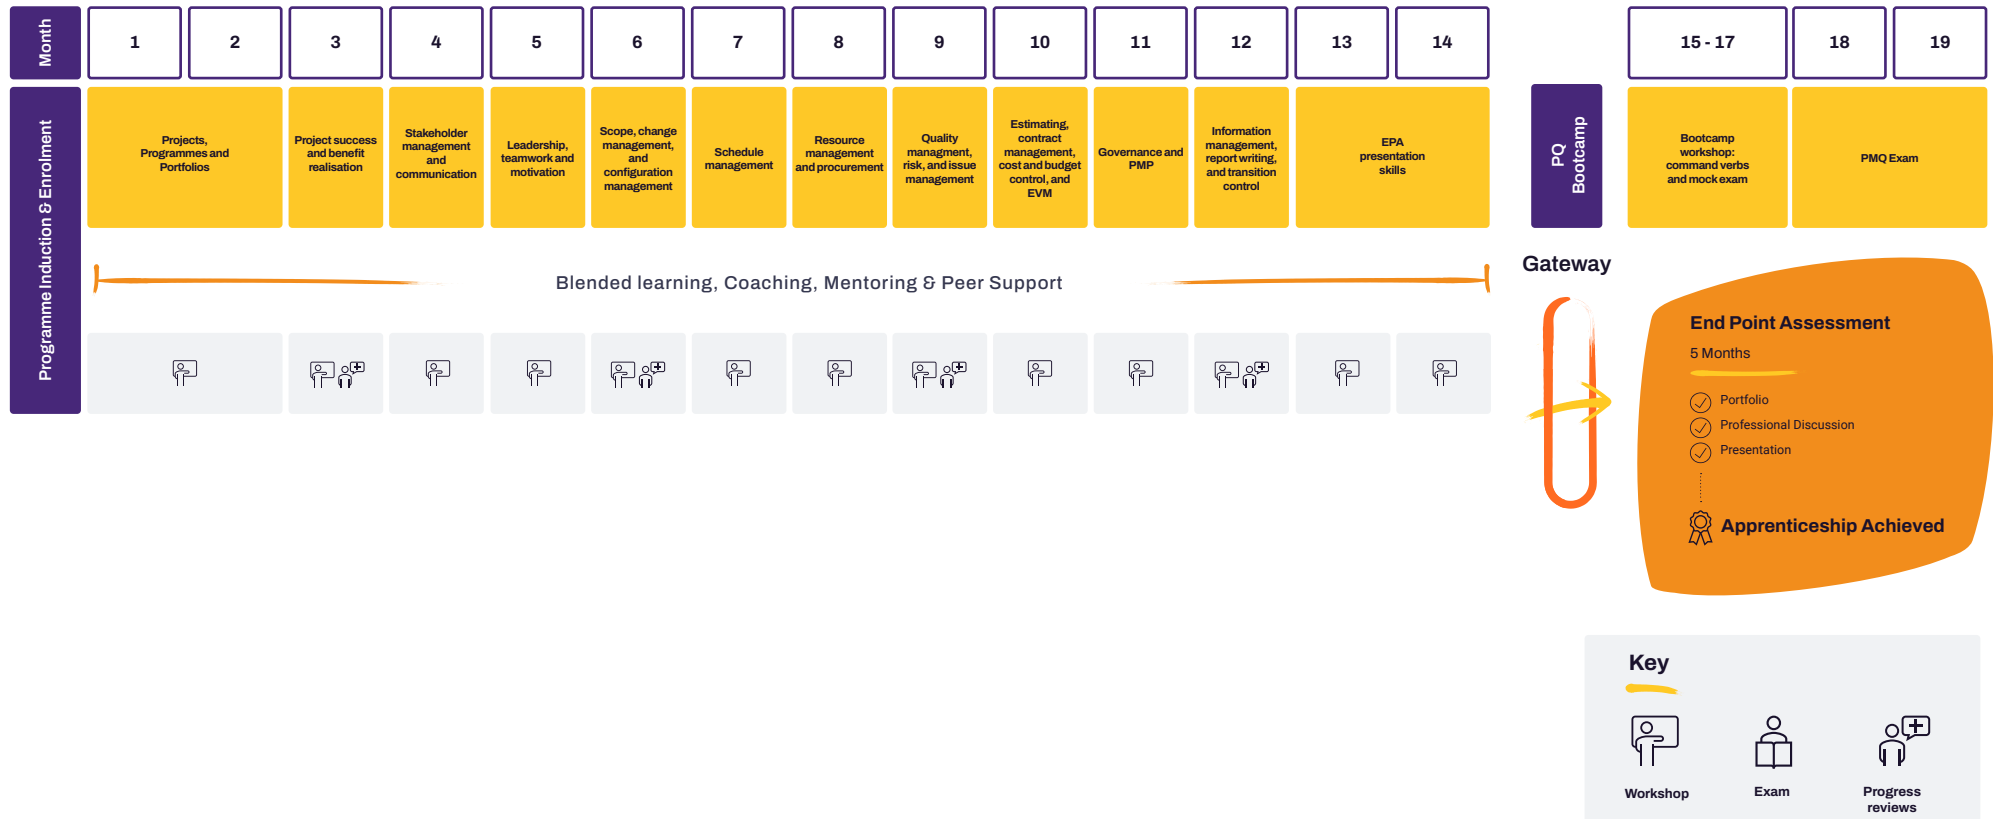 Month
1
2
3
4
5
6
7
8
9
10
11
12
13
14
15 - 17
18
19
Programme Induction & Enrolment
Projects,
Programmes and
Portfolios
Project success
and benefit
realisation
Stakeholder
management
and
communication
Leadership,
teamwork and
motivation
Scope, change
management,
and
configuration
management
Schedule
management
Resource
management
and procurement
Quality
managment,
risk, and issue
management
Estimating,
contract
management,
cost and budget
control, and
EVM
Governance and
PMP
Information
management,
report writing,
and transition
control
EPA
presentation
skills
PQ
Bootcamp
Bootcamp
workshop:
command verbs
and mock exam
PMQ Exam
Blended learning, Coaching, Mentoring & Peer Support
Gateway
End Point Assessment
5 Months
Portfolio
Professional Discussion
Presentation
Apprenticeship Achieved
Key
Workshop
Exam
Progress
reviews